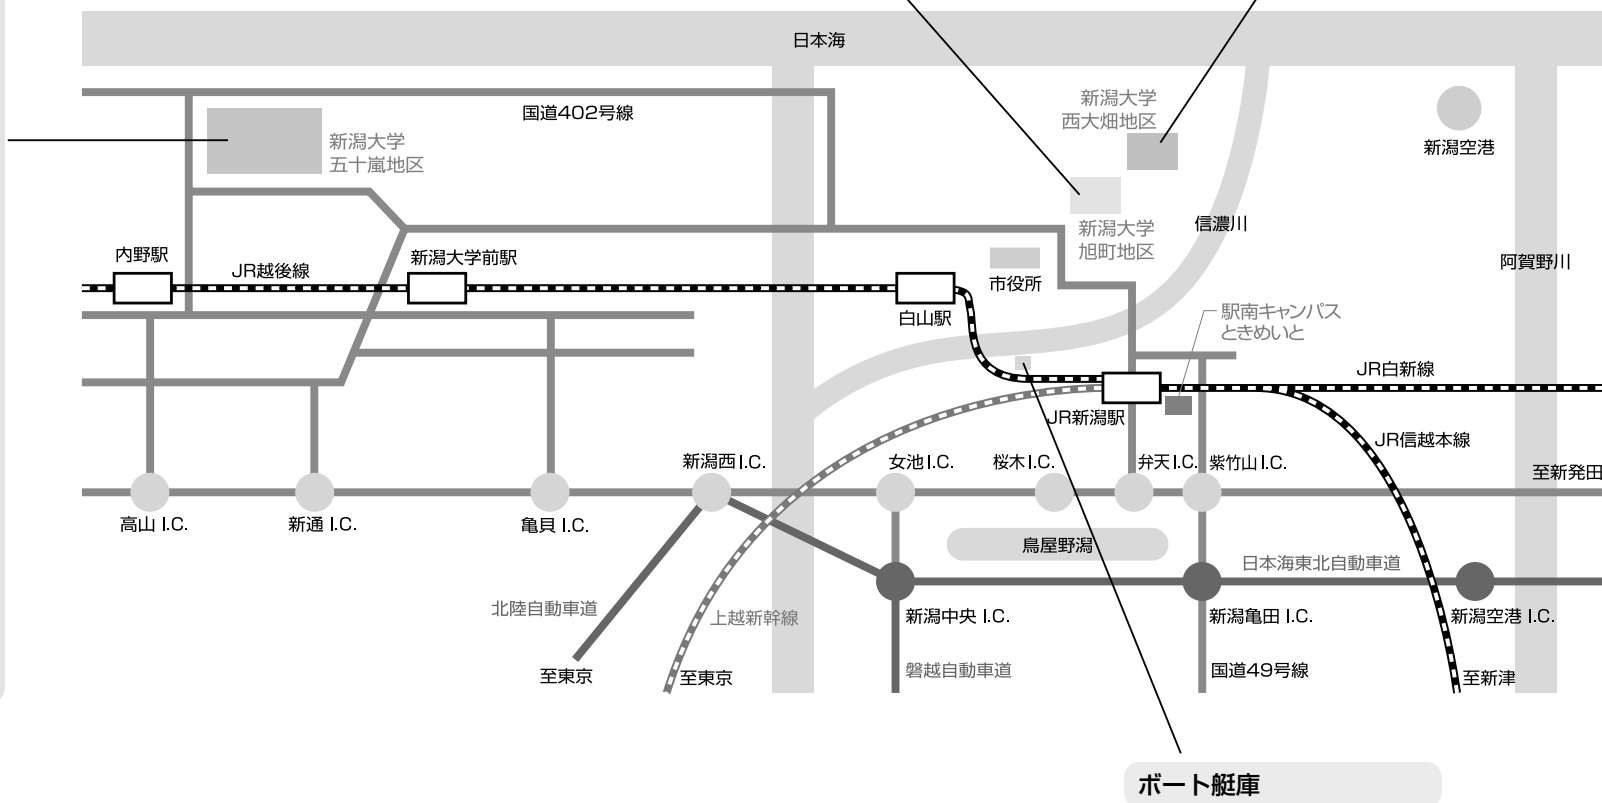 日本海
国道402号線
新潟大学
西大畑地区
新潟大学
五十嵐地区
新潟空港
新潟大学
旭町地区
信濃川
内野駅
JR越後線
新潟大学前駅
市役所
阿賀野川
白山駅
駅南キャンパス
ときめいと
JR白新線
JR新潟駅
JR信越本線
新潟西I.C.
女池I.C.
桜木I.C.
弁天I.C.
紫竹山I.C.
至新発田
高山 I.C.
新通 I.C.
亀貝 I.C.
鳥屋野潟
日本海東北自動車道
北陸自動車道
上越新幹線
新潟中央 I.C.
新潟亀田 I.C.
新潟空港 I.C.
至東京
至東京
磐越自動車道
国道49号線
至新津
ボート艇庫